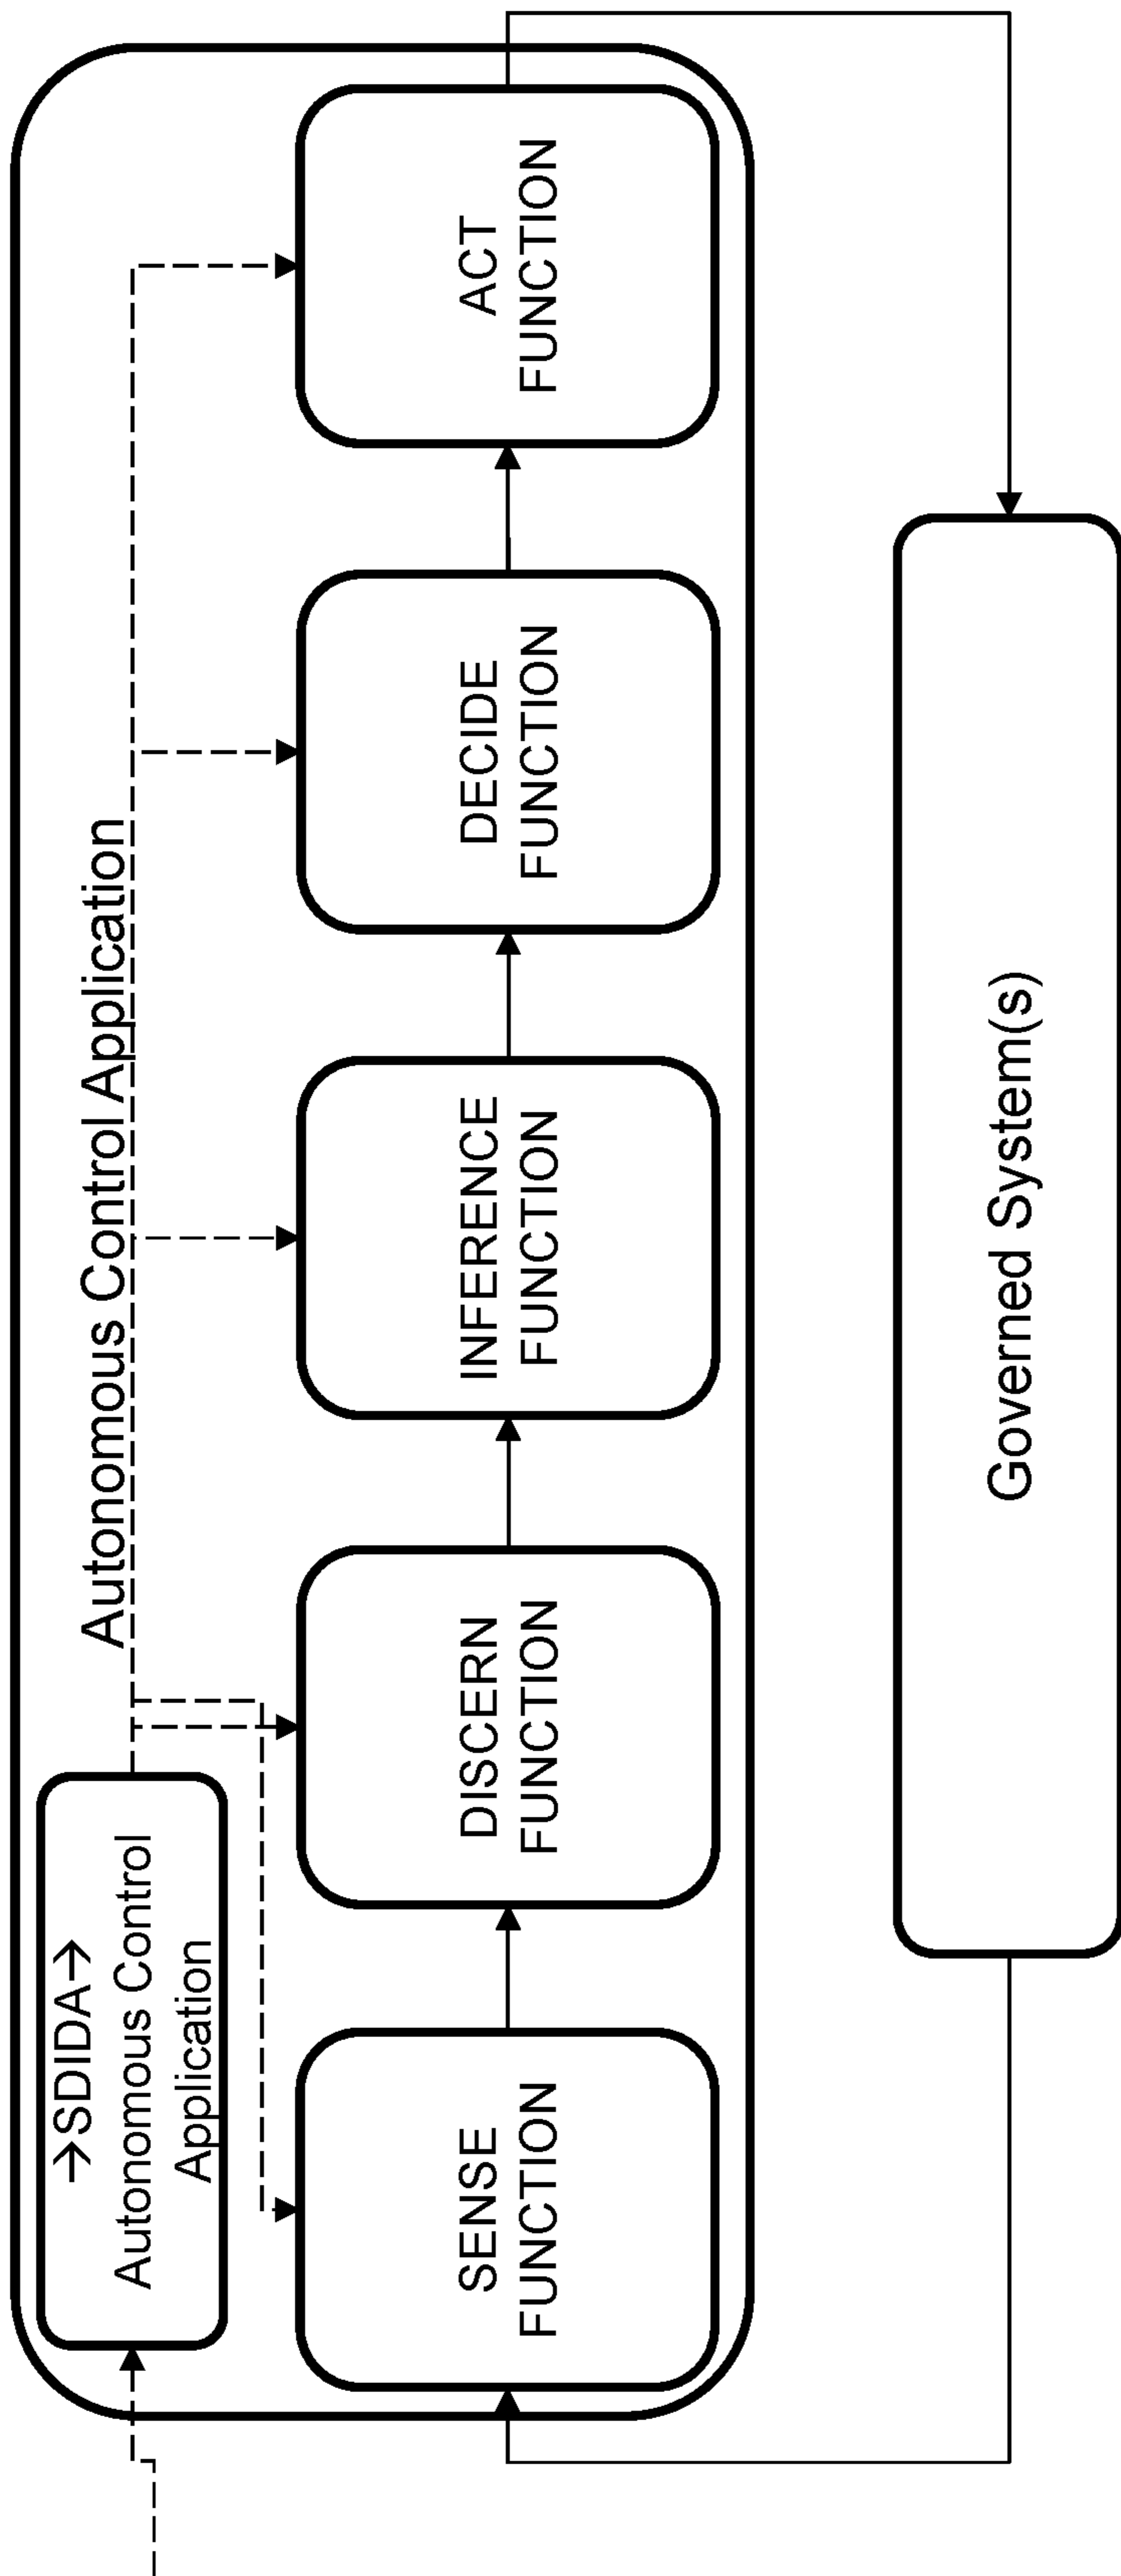 Autonomous Control Application
→SDIDA→
Autonomous Control
Application
SENSE
FUNCTION
DISCERN
FUNCTION
INFERENCE
FUNCTION
DECIDE
FUNCTION
ACT
FUNCTION
Governed System(s)